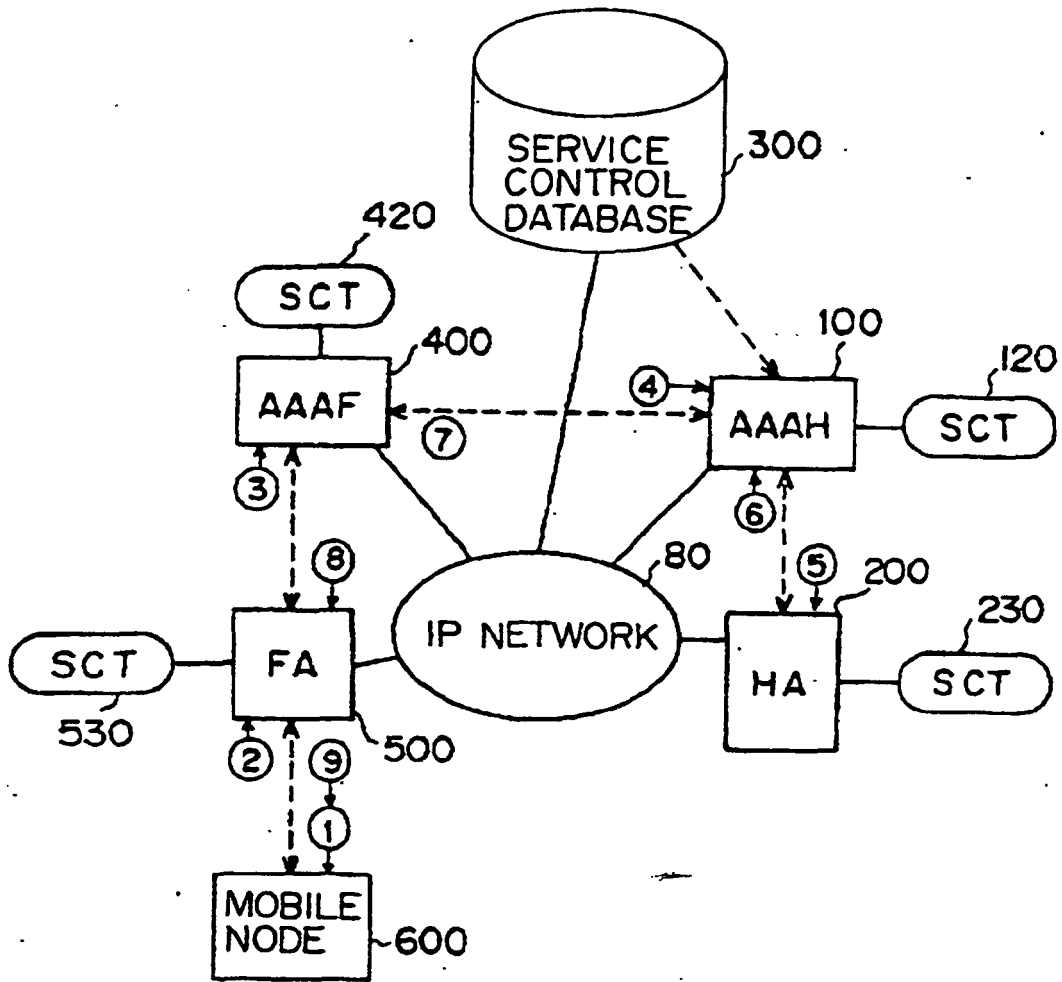 SERVICE
CONTROL
DATABASE
300
420
SCT
400
AAAF
100
④
AAAH
120
SCT
⑦
③
⑥
⑧
80
⑤
200
IP NETWORK
SCT
530
FA
HA
230
SCT
②
500
⑨
①
MOBILE
NODE
600